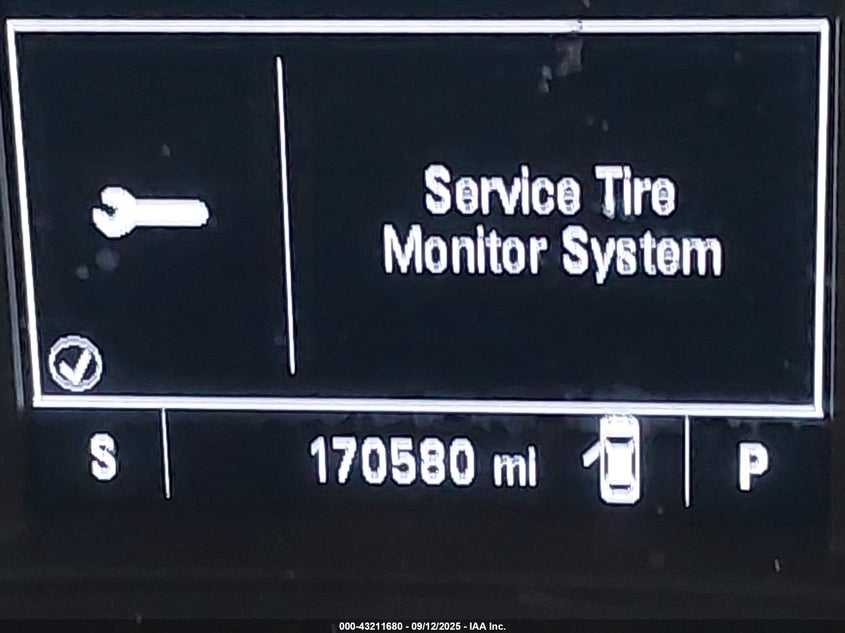 Service Tire
Monitor System
S
170580 mi
P
000-43211680 - 09/12/2025 - IAA Inc.